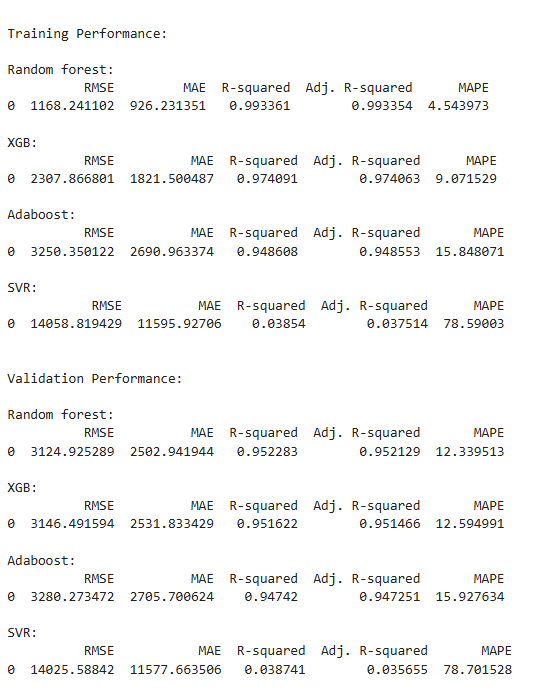 Training Performance:
Random forest:
RMSE MAE R-squared Adj. R-squared MAPE
0 1168.241102 926.231351 0.993361 0.993354 4.543973
XGB:
RMSE MAE R-squared Adj. R-squared MAPE
0 2307.866801 1821.500487 0.974091 0.974063 9.071529
Adaboost:
RMSE MAE R-squared Adj. R-squared MAPE
0 3250.350122 2690.963374 0.948608 0.948553 15.848071
SVR:
RMSE MAE R-squared Adj. R-squared MAPE
0 14058.819429 11595.92706 0.03854 0.037514 78.59003
Validation Performance:
Random forest:
RMSE MAE R-squared Adj. R-squared MAPE
0 3124.925289 2502.941944 0.952283 0.952129 12.339513
XGB:
RMSE MAE R-squared Adj. R-squared MAPE
0 3146.491594 2531.833429 0.951622 0.951466 12.594991
Adaboost:
RMSE MAE R-squared Adj. R-squared MAPE
0 3280.273472 2705.700624 0.94742 0.947251 15.927634
SVR:
RMSE MAE R-squared Adj. R-squared MAPE
0 14025.58842 11577.663506 0.038741 0.035655 78.701528